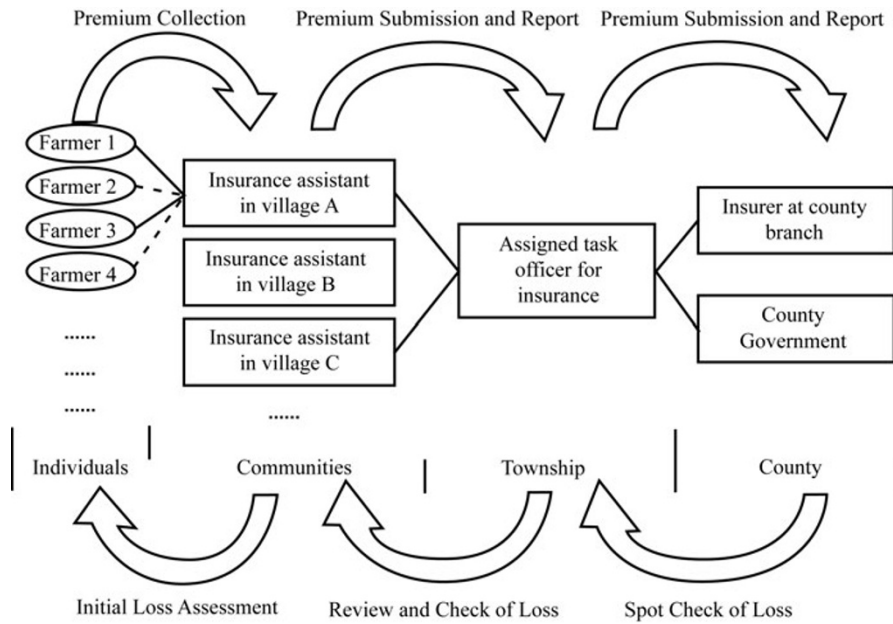 Premium Collection
Premium Submission and Report
Premium Submission and Report
Farmer 1
Farmer 2
Farmer 3
Farmer 4
......
......
......
Insurance assistant
in village A
Insurance assistant
in village B
Insurance assistant
in village C
......
Assigned task
officer for
insurance
Insurer at county
branch
County
Government
Individuals
Communities
Township
County
Initial Loss Assessment
Review and Check of Loss
Spot Check of Loss